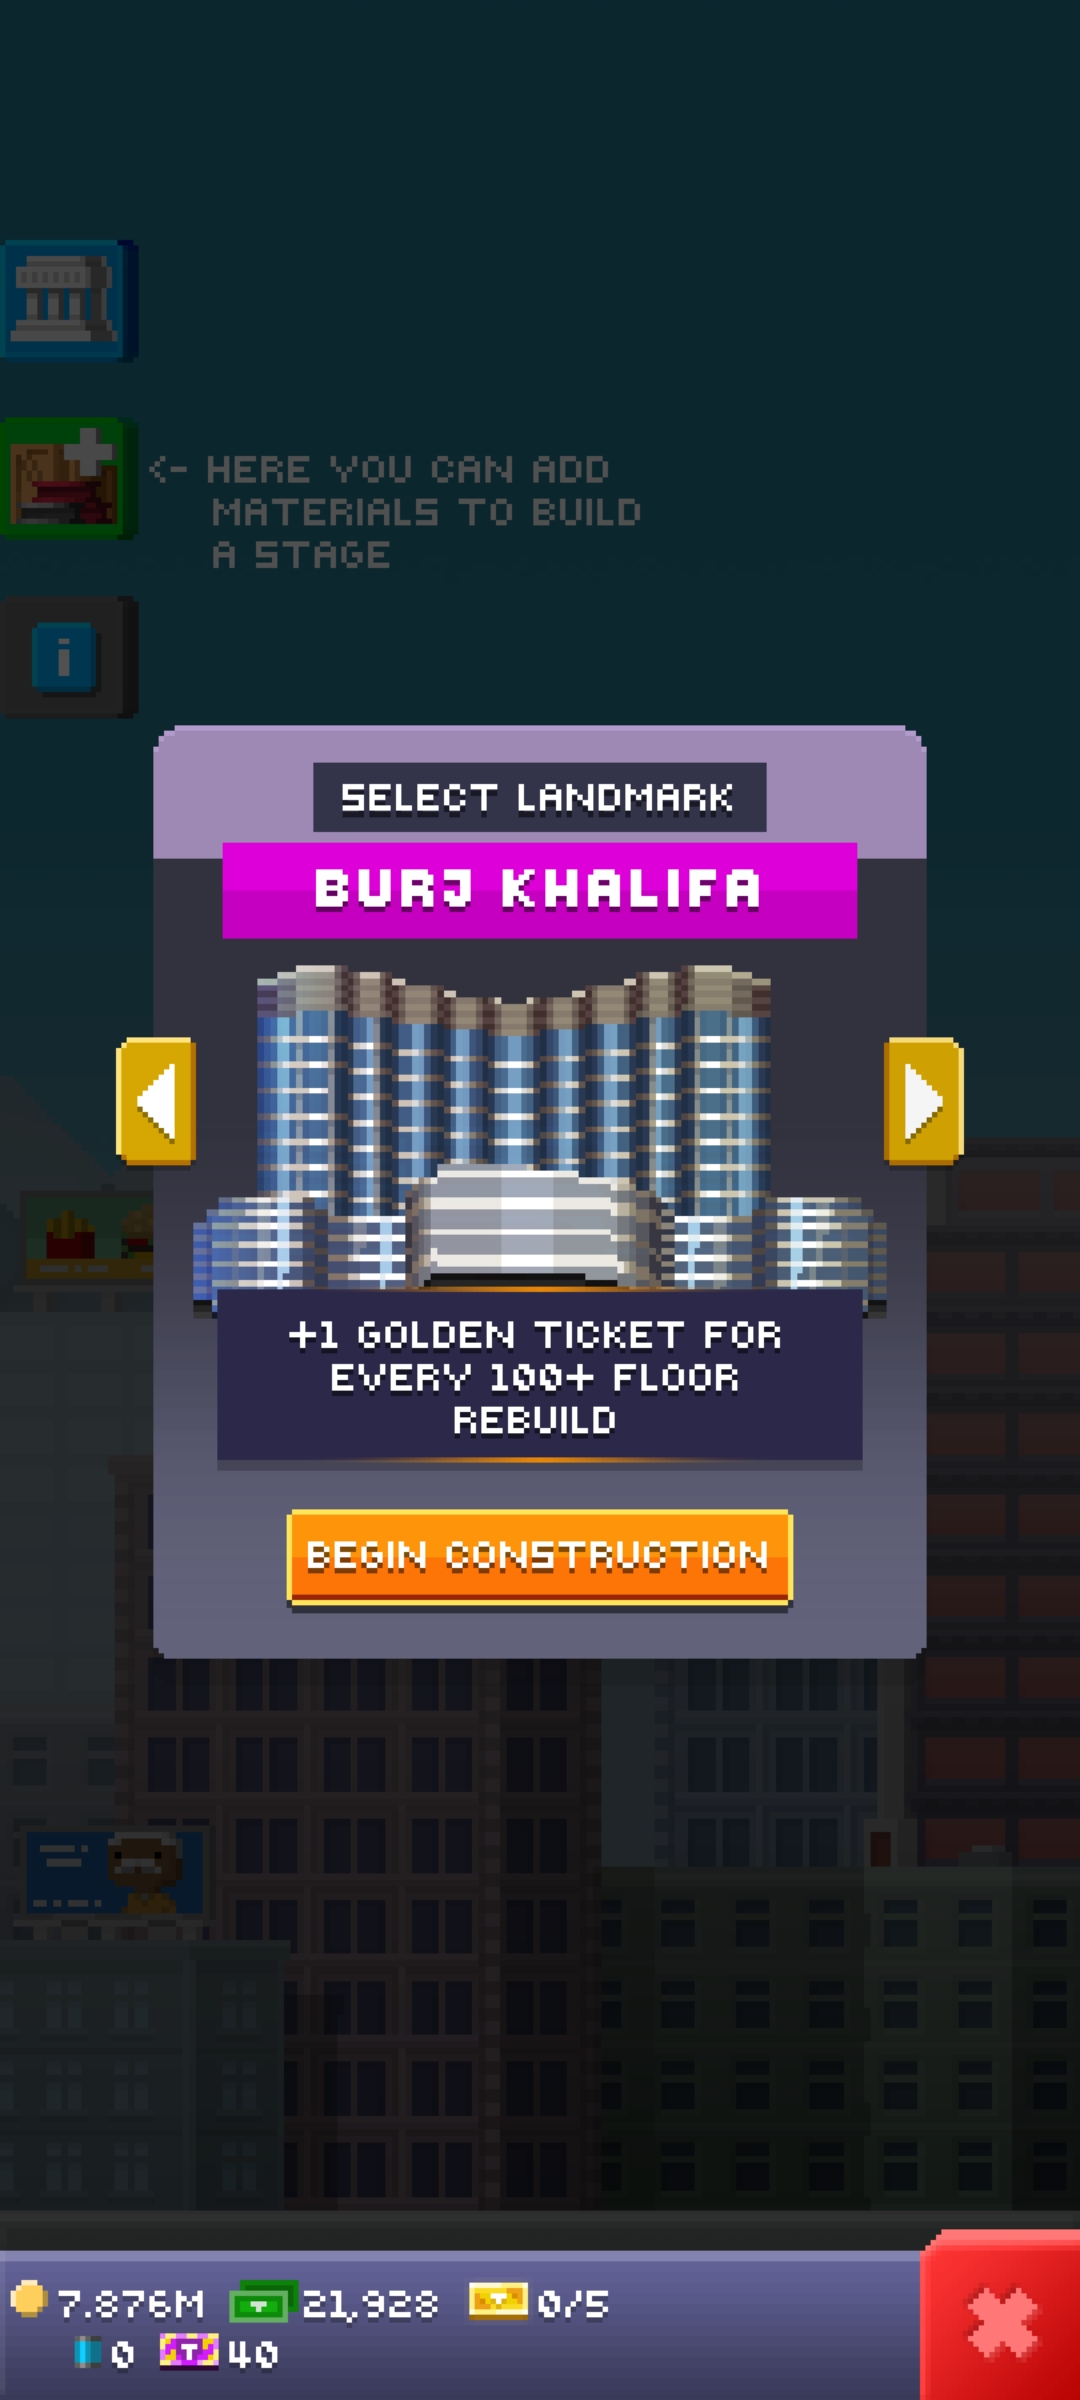 <- HERE YOU CAN ADD
MATERIALS TO BUILD
A STAGE
i
SELECT LANDMARK
BURJ KHALIFA
+1 GOLDEN TICKET FOR
EVERY 100+ FLOOR
REBUILD
BEGIN CONSTRUCTION
7.876M 21,928 0/5
0 T 40